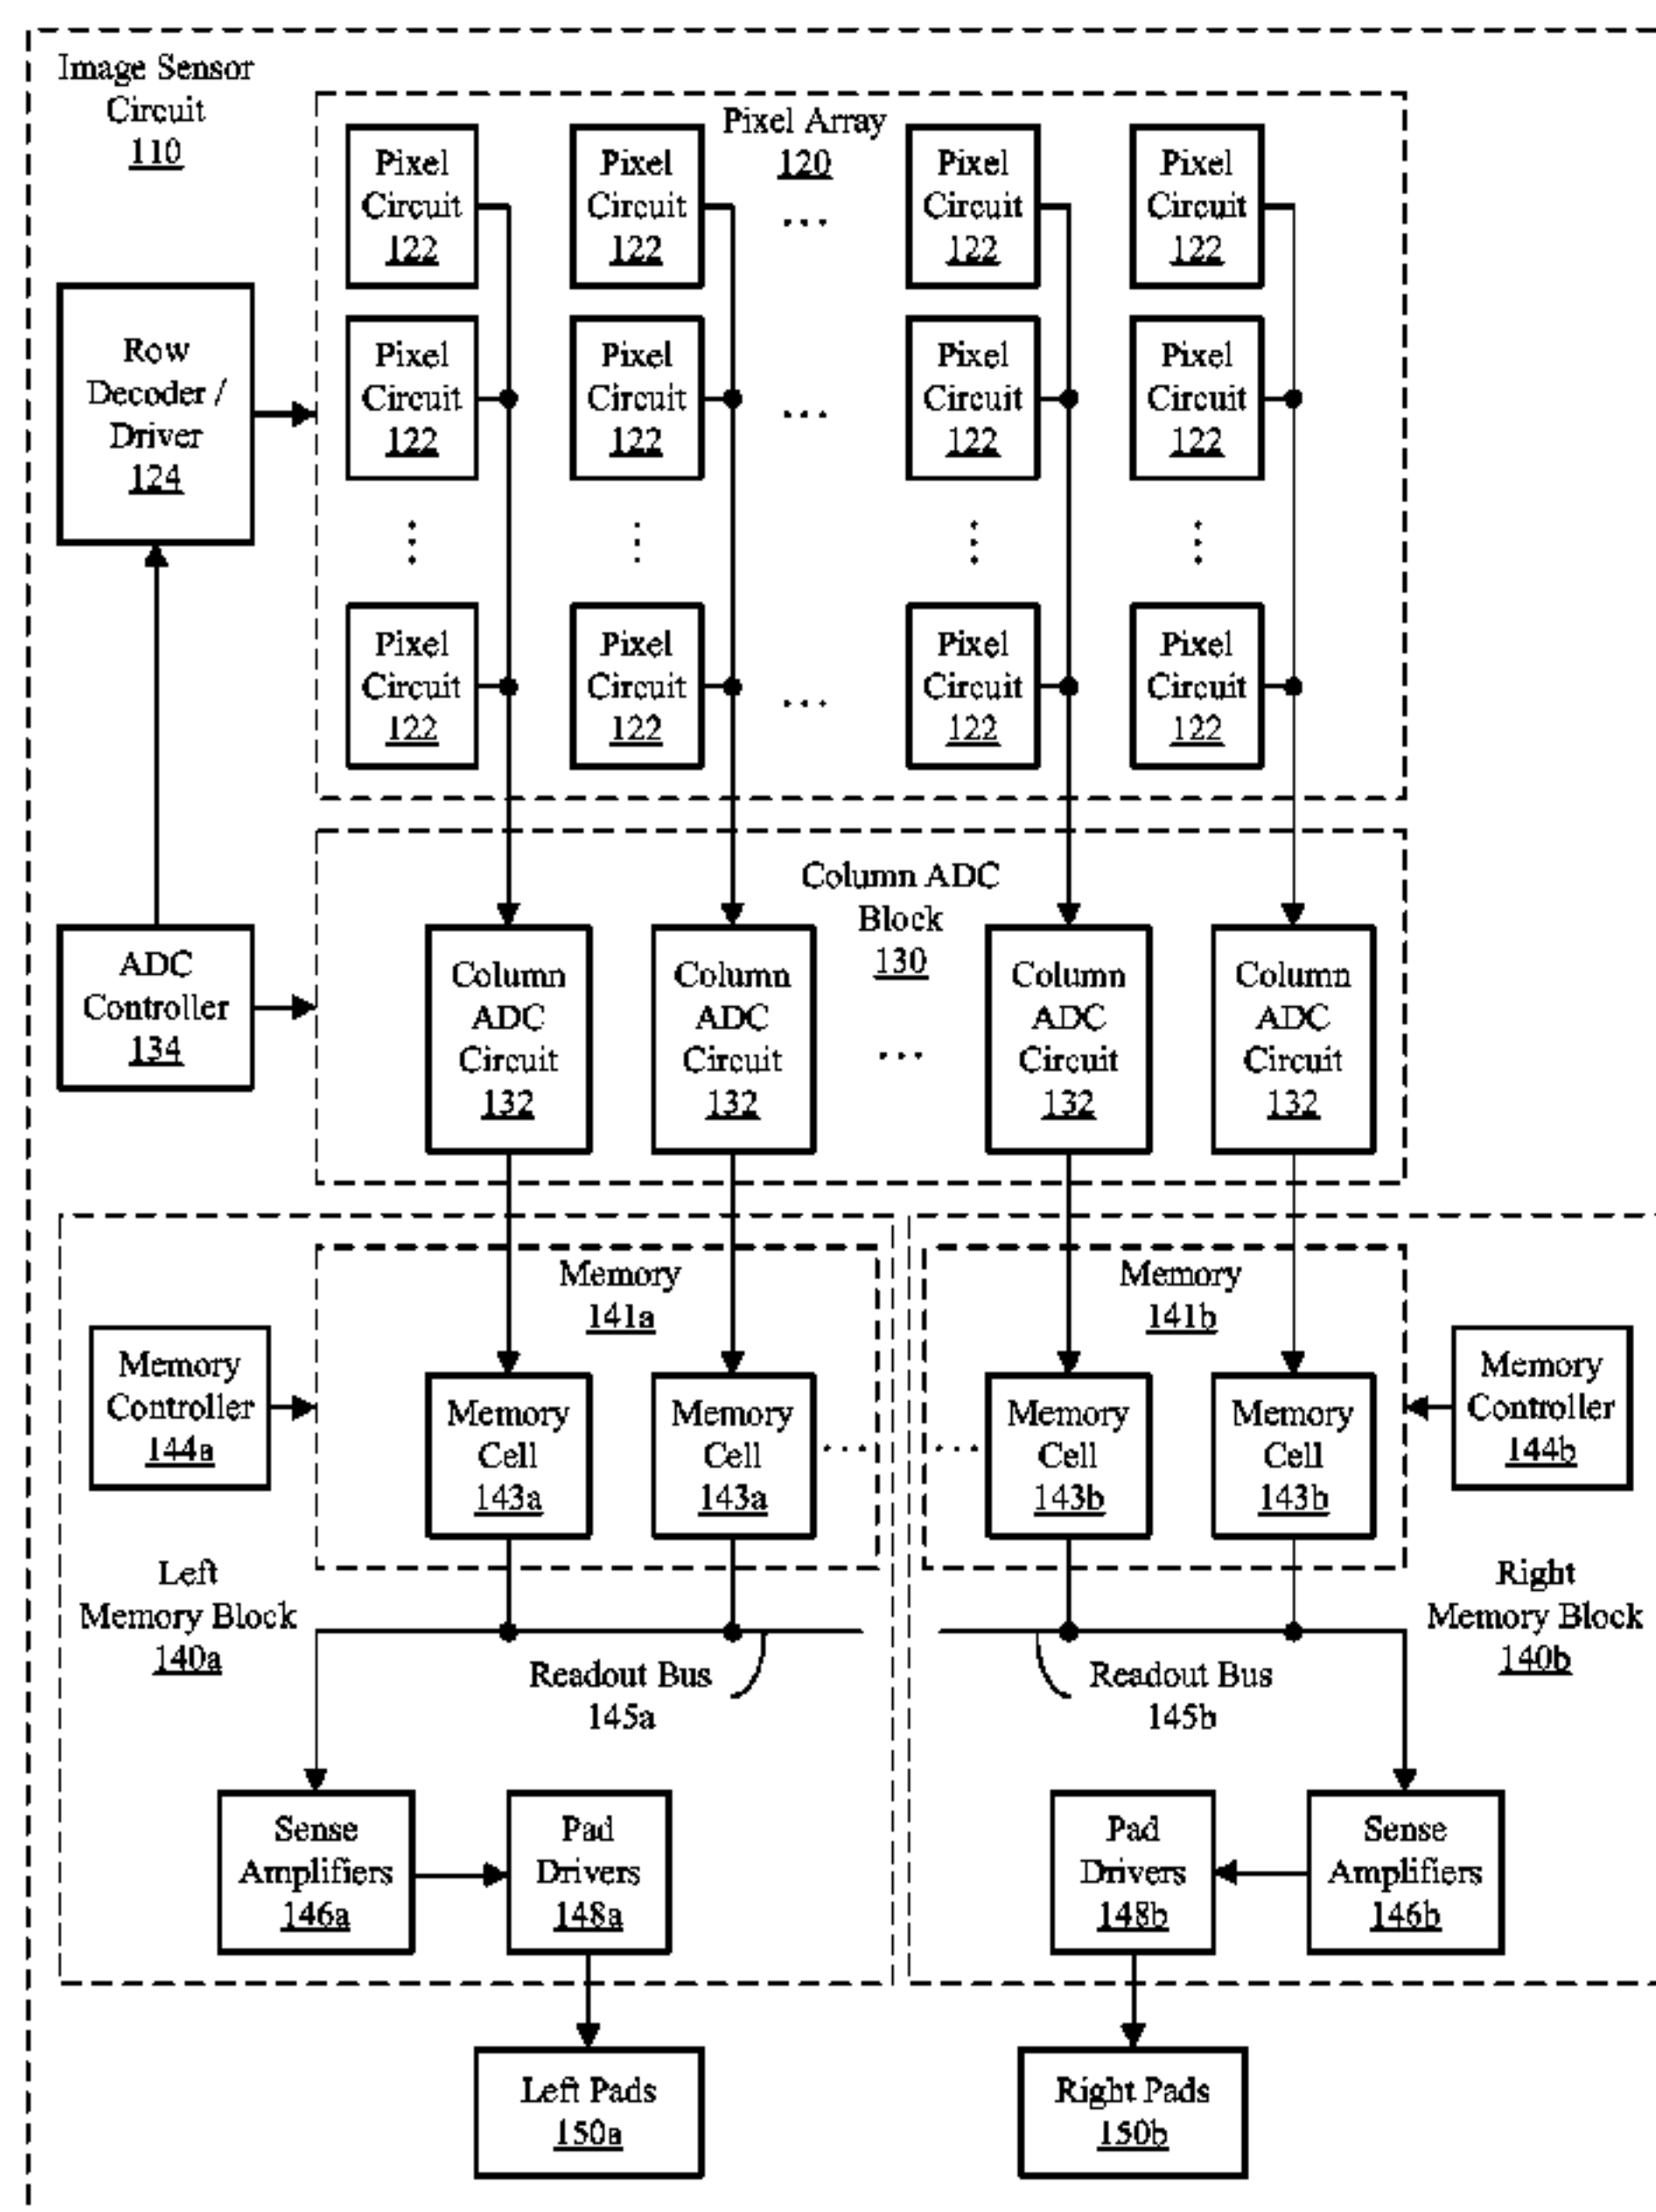 Image Sensor
Circuit
110
Pixel Array
120
Pixel
Circuit
122
Pixel
Circuit
122
...
Pixel
Circuit
122
Pixel
Circuit
122
Row
Decoder /
Driver
124
Pixel
Circuit
122
Pixel
Circuit
122
...
Pixel
Circuit
122
Pixel
Circuit
122
Pixel
Circuit
122
Pixel
Circuit
122
...
Pixel
Circuit
122
Pixel
Circuit
122
Column ADC
Block
130
ADC
Controller
134
Column
ADC
Circuit
132
Column
ADC
Circuit
132
...
Column
ADC
Circuit
132
Column
ADC
Circuit
132
Memory
141a
Memory
141b
Memory
Controller
144a
Memory
Cell
143a
Memory
Cell
143a
...
...
Memory
Cell
143b
Memory
Cell
143b
Memory
Controller
144b
Left
Memory Block
140a
Right
Memory Block
140b
Readout Bus
145a
Readout Bus
145b
Sense
Amplifiers
146a
Pad
Drivers
148a
Pad
Drivers
148b
Sense
Amplifiers
146b
Left Pads
150a
Right Pads
150b